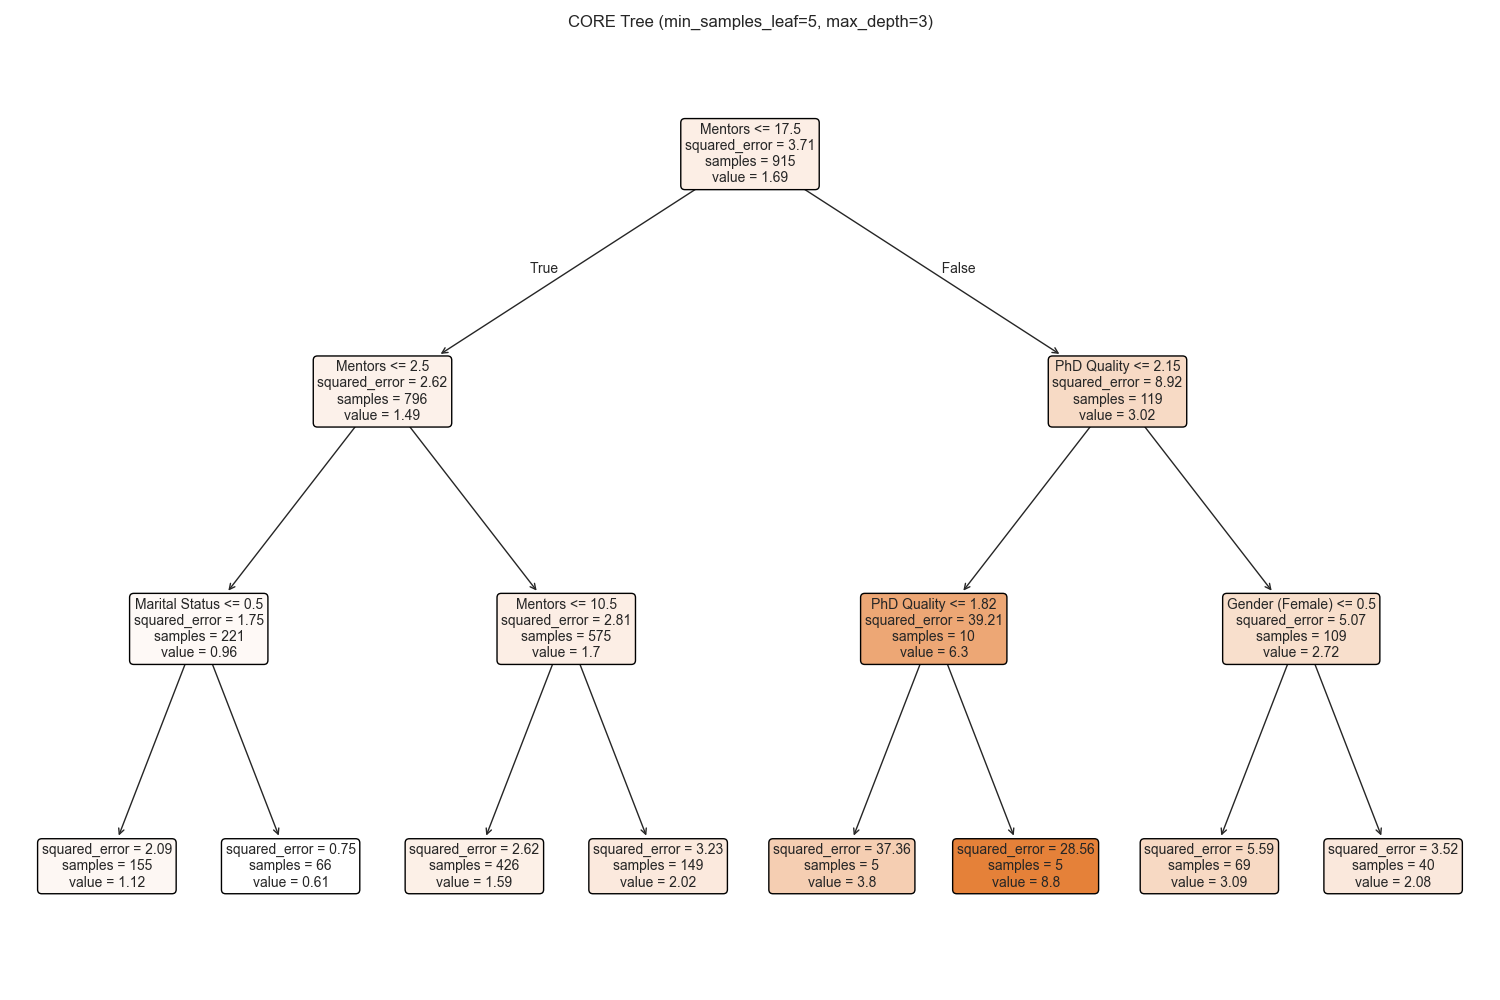 CORE Tree (min_samples_leaf=5, max_depth=3)
Mentors <= 17.5
squared_error = 3.71
samples = 915
value = 1.69
True
False
Mentors <= 2.5
squared_error = 2.62
samples = 796
value = 1.49
PhD Quality <= 2.15
squared_error = 8.92
samples = 119
value = 3.02
Marital Status <= 0.5
squared_error = 1.75
samples = 221
value = 0.96
Mentors <= 10.5
squared_error = 2.81
samples = 575
value = 1.7
PhD Quality <= 1.82
squared_error = 39.21
samples = 10
value = 6.3
Gender (Female) <= 0.5
squared_error = 5.07
samples = 109
value = 2.72
squared_error = 2.09
samples = 155
value = 1.12
squared_error = 0.75
samples = 66
value = 0.61
squared_error = 2.62
samples = 426
value = 1.59
squared_error = 3.23
samples = 149
value = 2.02
squared_error = 37.36
samples = 5
value = 3.8
squared_error = 28.56
samples = 5
value = 8.8
squared_error = 5.59
samples = 69
value = 3.09
squared_error = 3.52
samples = 40
value = 2.08